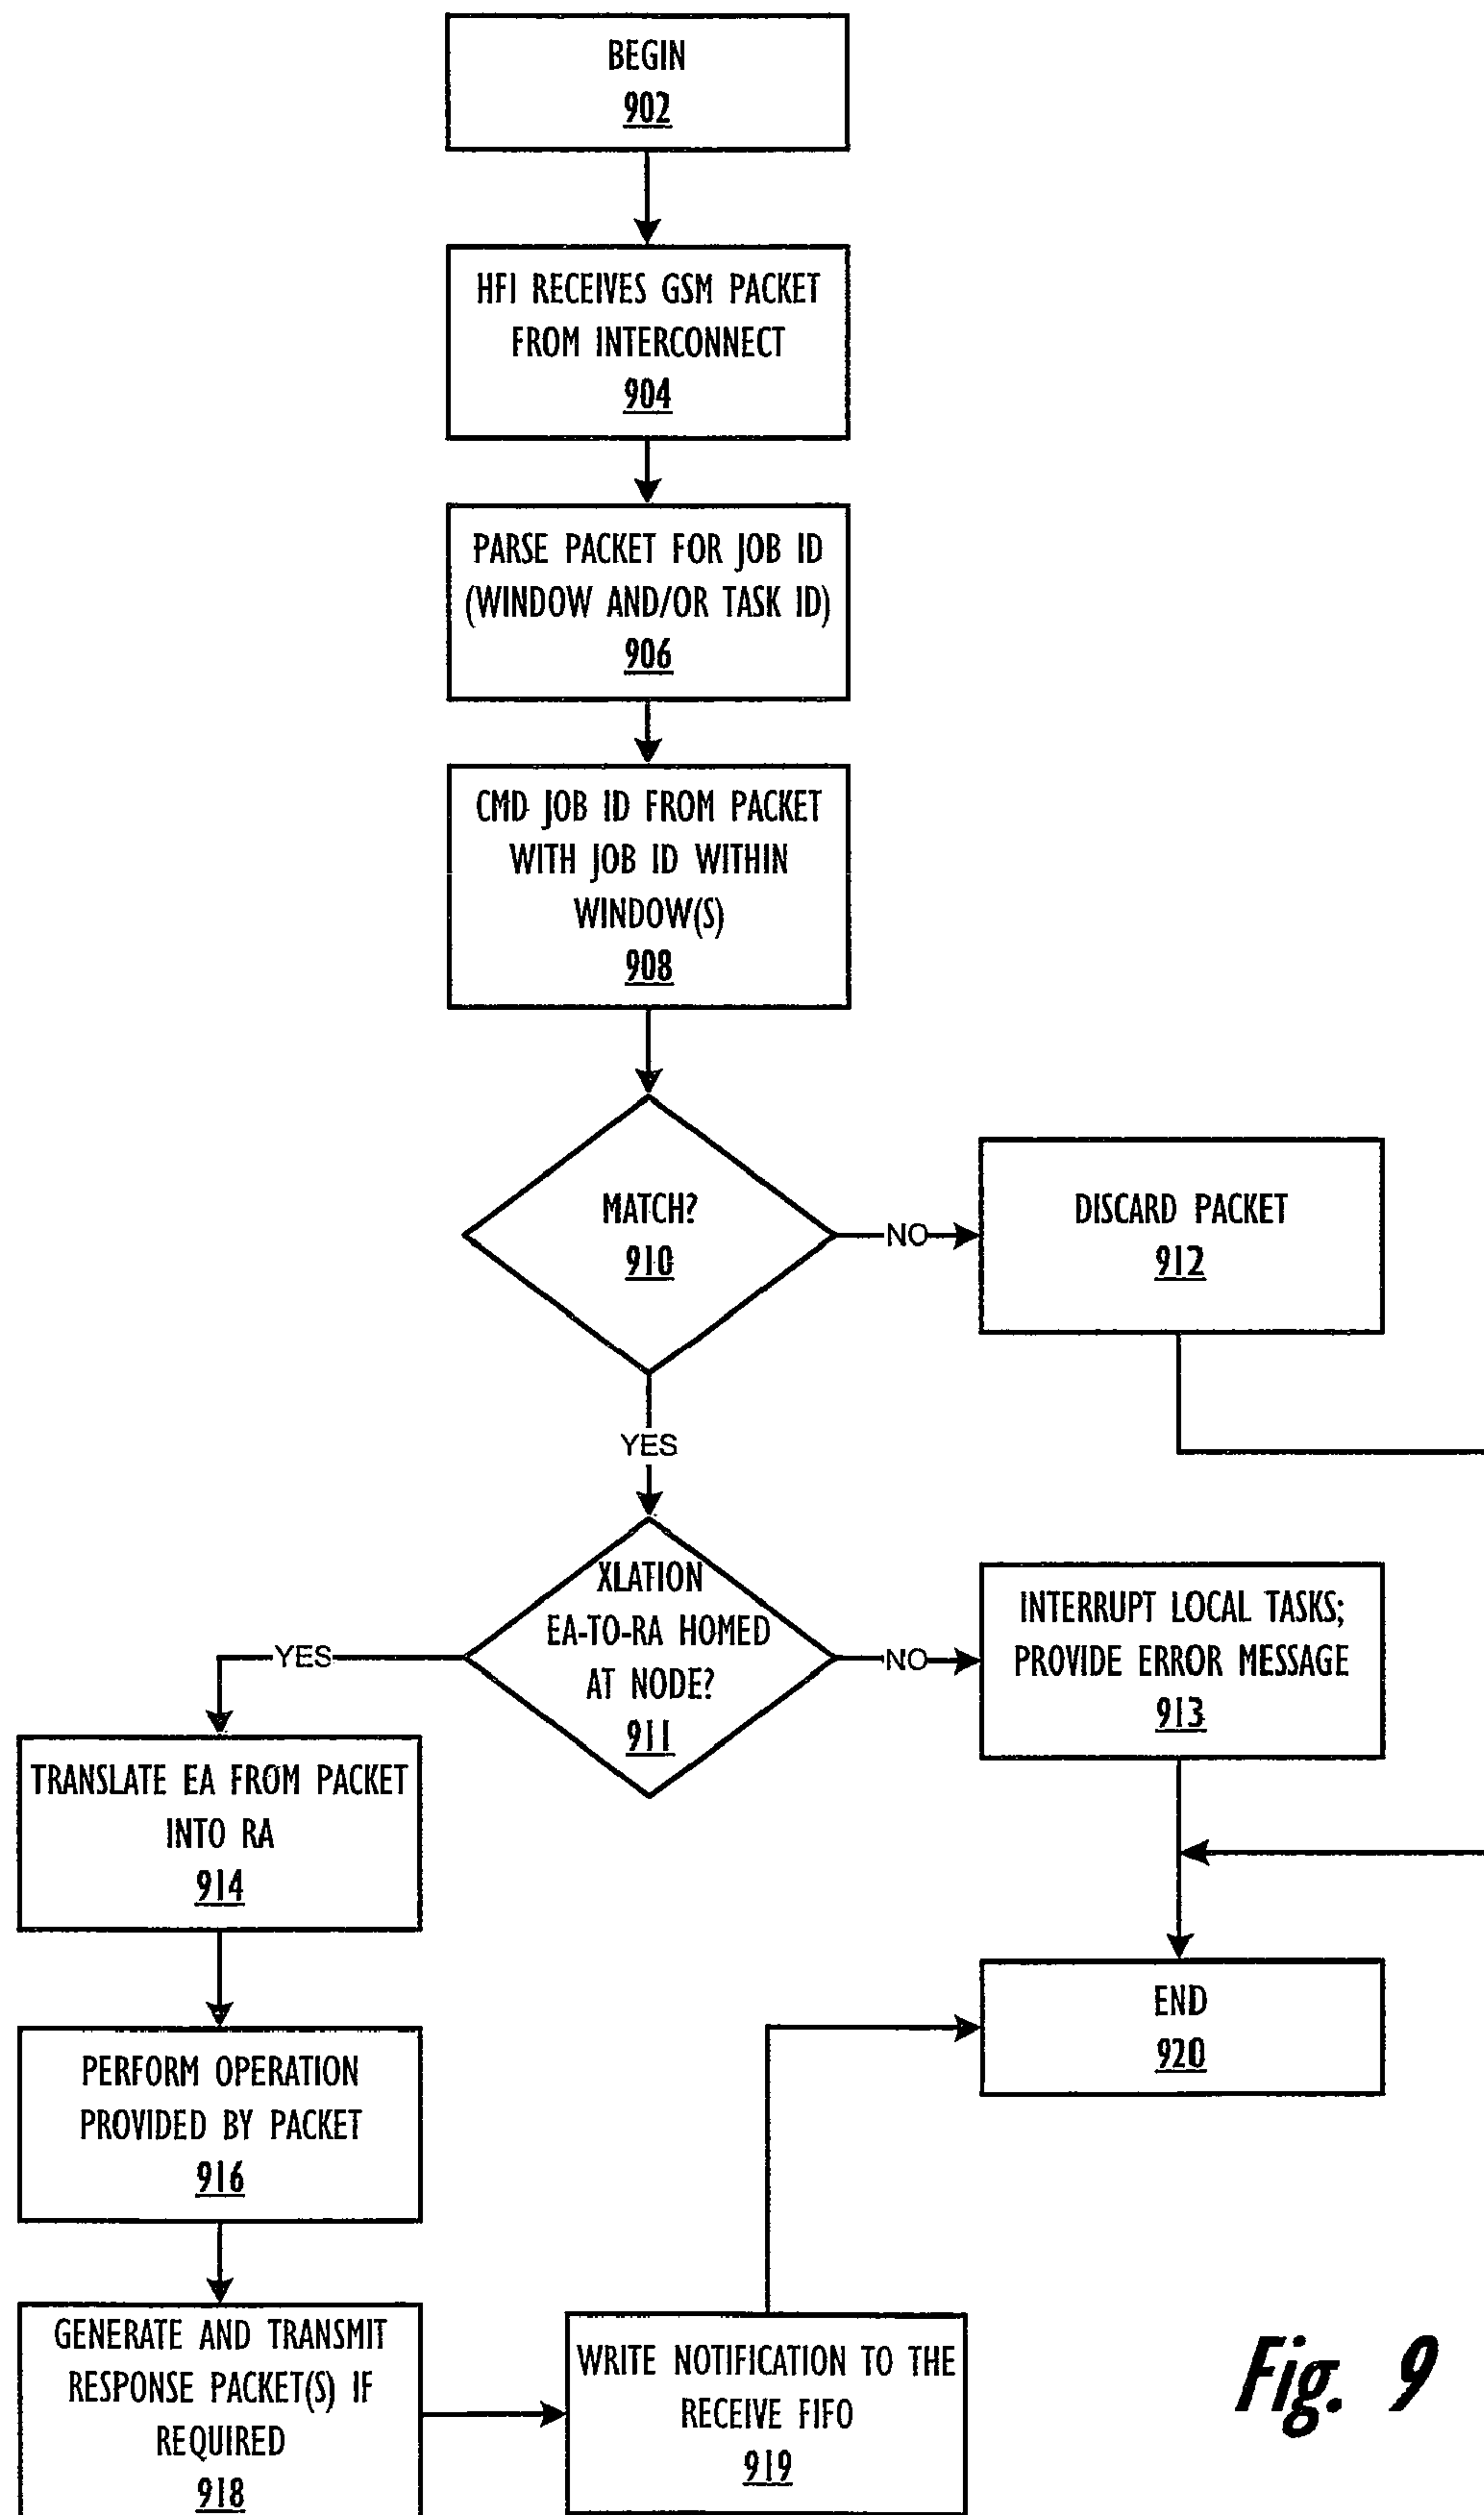 BEGIN
902
HFI RECEIVES GSM PACKET
FROM INTERCONNECT
904
PARSE PACKET FOR JOB ID
(WINDOW AND/OR TASK ID)
906
CMD JOB ID FROM PACKET
WITH JOB ID WITHIN
WINDOW(S)
908
MATCH?
910
NO
DISCARD PACKET
912
YES
XLATION
EA-TO-RA HOMED
AT NODE?
911
NO
INTERRUPT LOCAL TASKS;
PROVIDE ERROR MESSAGE
913
YES
TRANSLATE EA FROM PACKET
INTO RA
914
END
920
PERFORM OPERATION
PROVIDED BY PACKET
916
GENERATE AND TRANSMIT
RESPONSE PACKET(S) IF
REQUIRED
918
WRITE NOTIFICATION TO THE
RECEIVE FIFO
919
Fig. 9